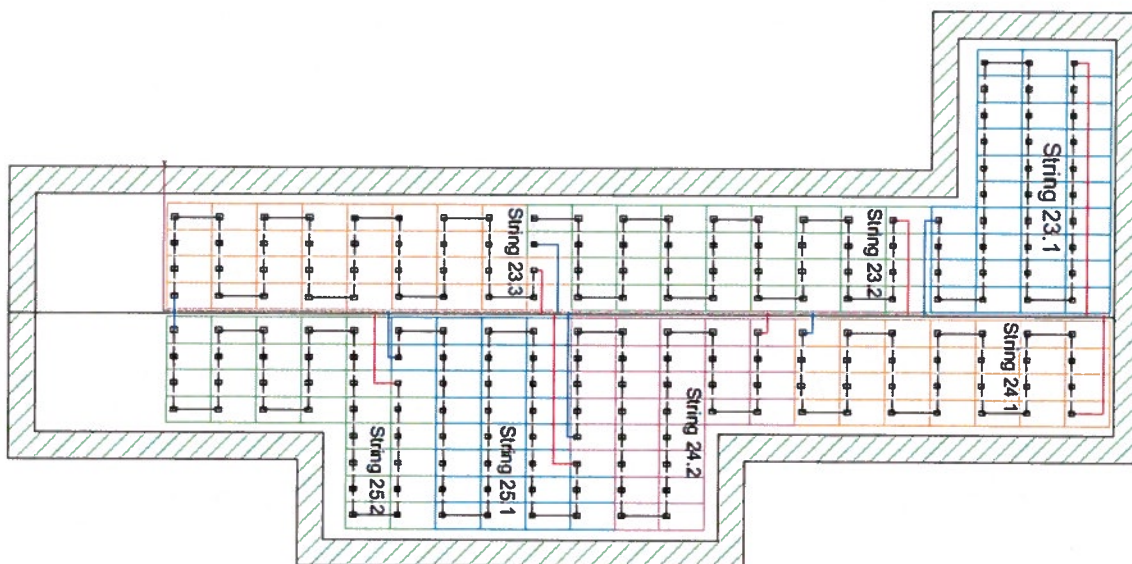 String 23.1
String 23.2
String 23.3
String 24.1
String 24.2
String 25.1
String 25.2